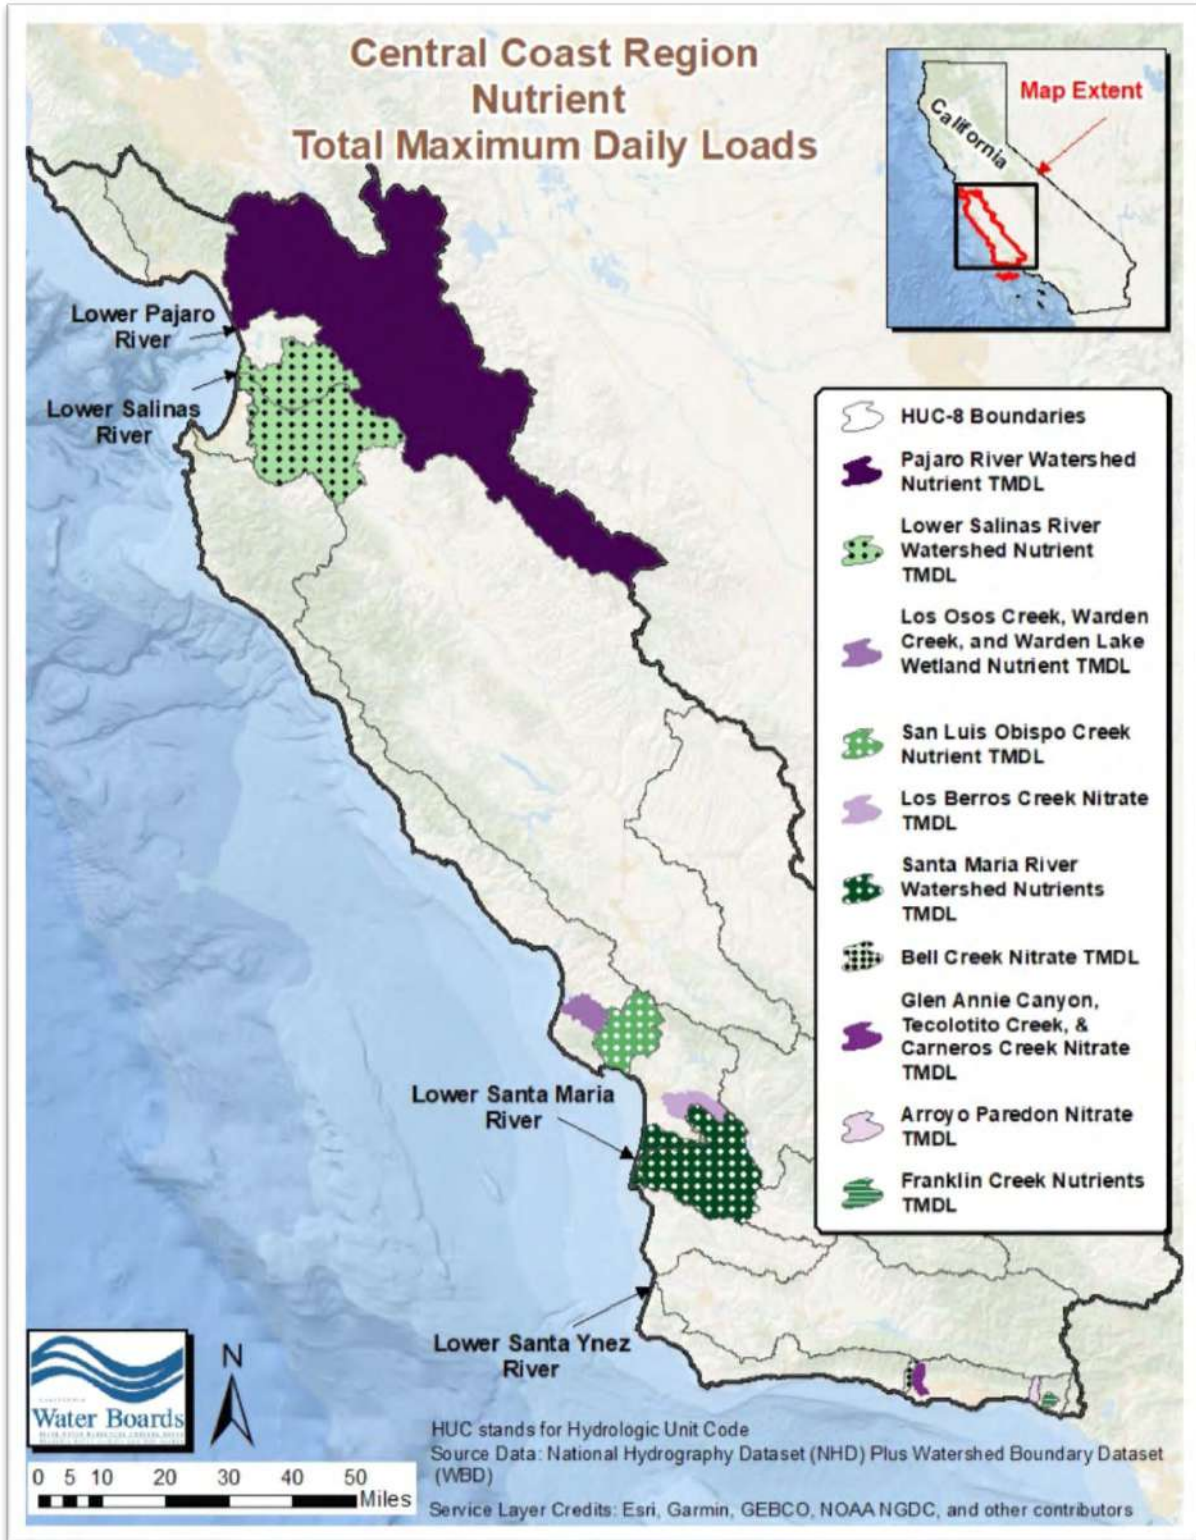 Central Coast Region
Nutrient
Total Maximum Daily Loads
Map Extent
California
Lower Pajaro
River
Lower Salinas
River
HUC-8 Boundaries
Pajaro River Watershed
Nutrient TMDL
Lower Salinas River
Watershed Nutrient
TMDL
Los Osos Creek, Warden
Creek, and Warden Lake
Wetland Nutrient TMDL
San Luis Obispo Creek
Nutrient TMDL
Los Berros Creek Nitrate
TMDL
Santa Maria River
Watershed Nutrients
TMDL
Bell Creek Nitrate TMDL
Glen Annie Canyon,
Tecolotito Creek, &
Carneros Creek Nitrate
TMDL
Arroyo Paredon Nitrate
TMDL
Franklin Creek Nutrients
TMDL
Lower Santa Maria
River
Lower Santa Ynez
River
Water Boards
N
HUC stands for Hydrologic Unit Code
Source Data: National Hydrography Dataset (NHD) Plus Watershed Boundary Dataset
(WBD)
0 5 10 20 30 40 50
Miles
Service Layer Credits: Esri, Garmin, GEBCO, NOAA NGDC, and other contributors